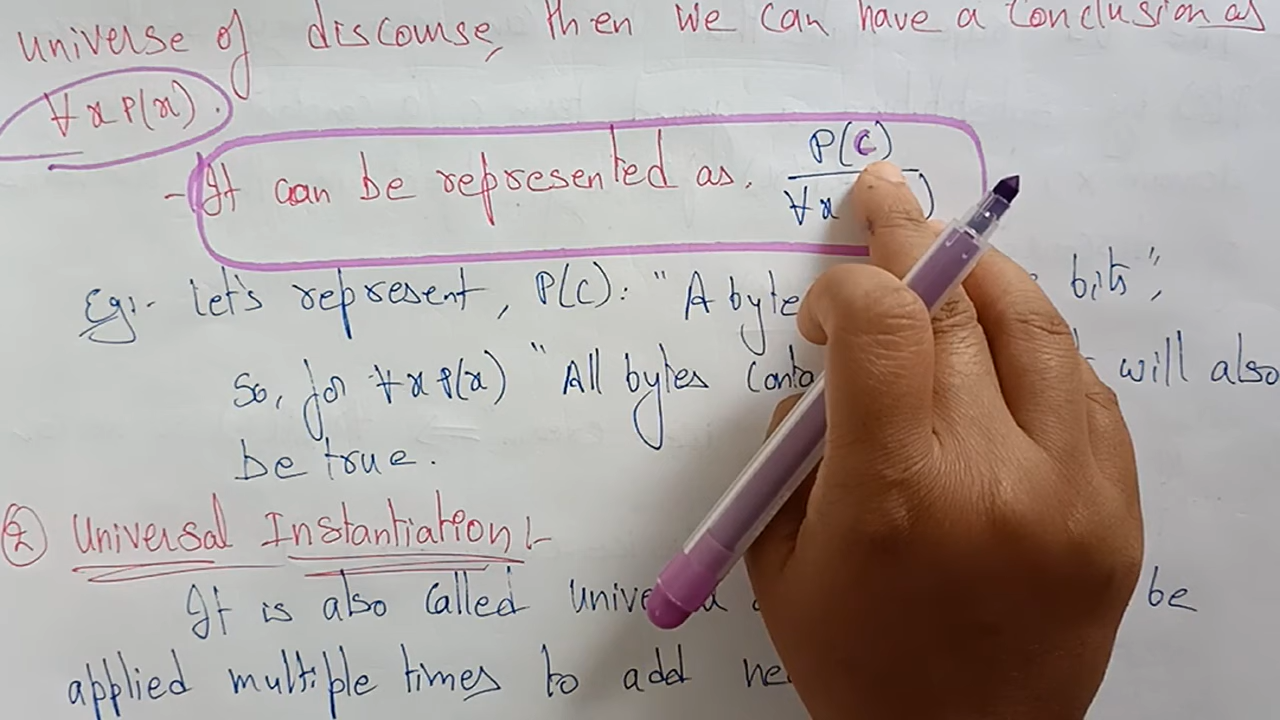 universe of discourse, then we can have a conclusion as
∀x P(x).
- It can be represented as. P(C)
∀x )
Eg:- Let's represent, P(C): "A byte bits",
So, for ∀x P(x) "All bytes will also
be true.
② Universal Instantiation :-
It is also called be
applied multiple times to add